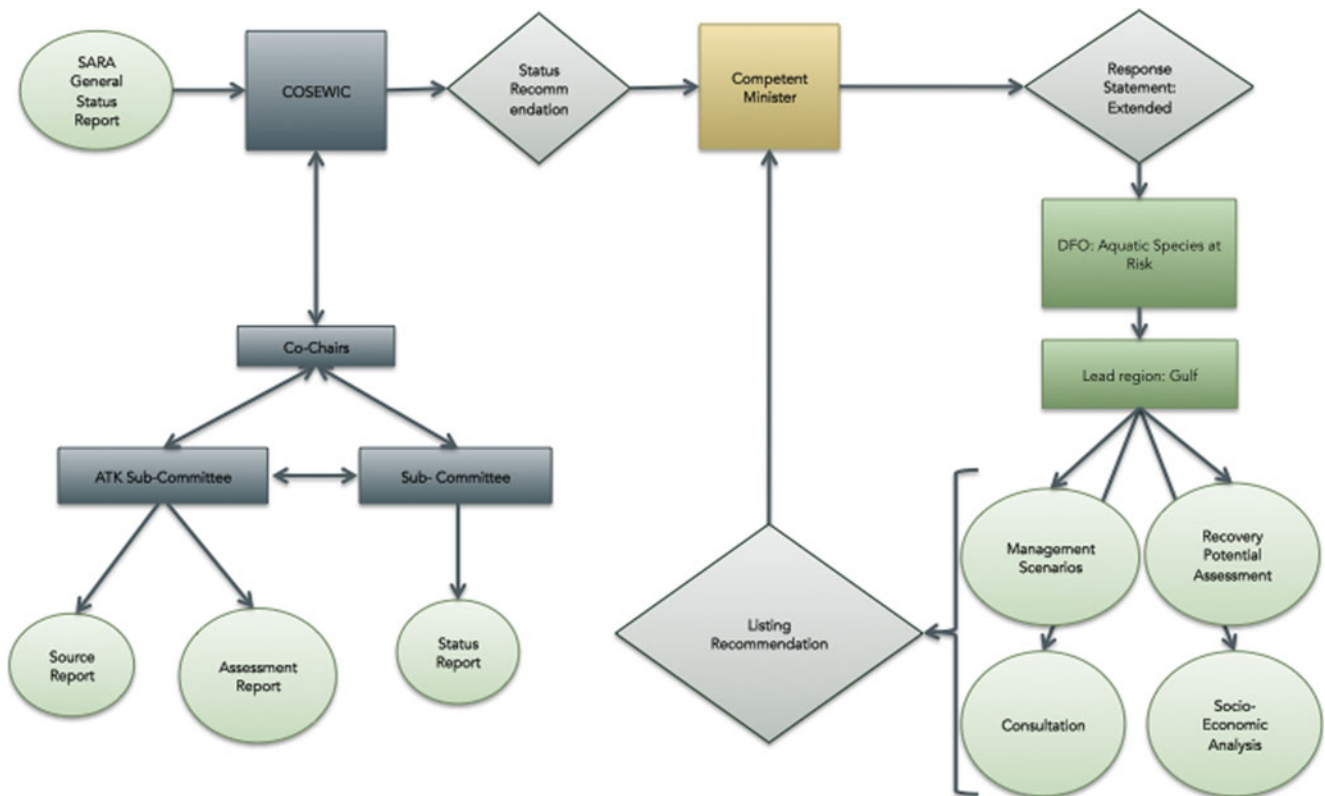 SARA
General
Status
Report
COSEWIC
Status
Recomm
endation
Competent
Minister
Response
Statement:
Extended
DFO: Aquatic Species at
Risk
Co-Chairs
Lead region: Gulf
ATK Sub-Committee
Sub- Committee
Management
Scenarios
Recovery
Potential
Assessment
Listing
Recommendation
Source
Report
Assessment
Report
Status
Report
Consultation
Socio-
Economic
Analysis